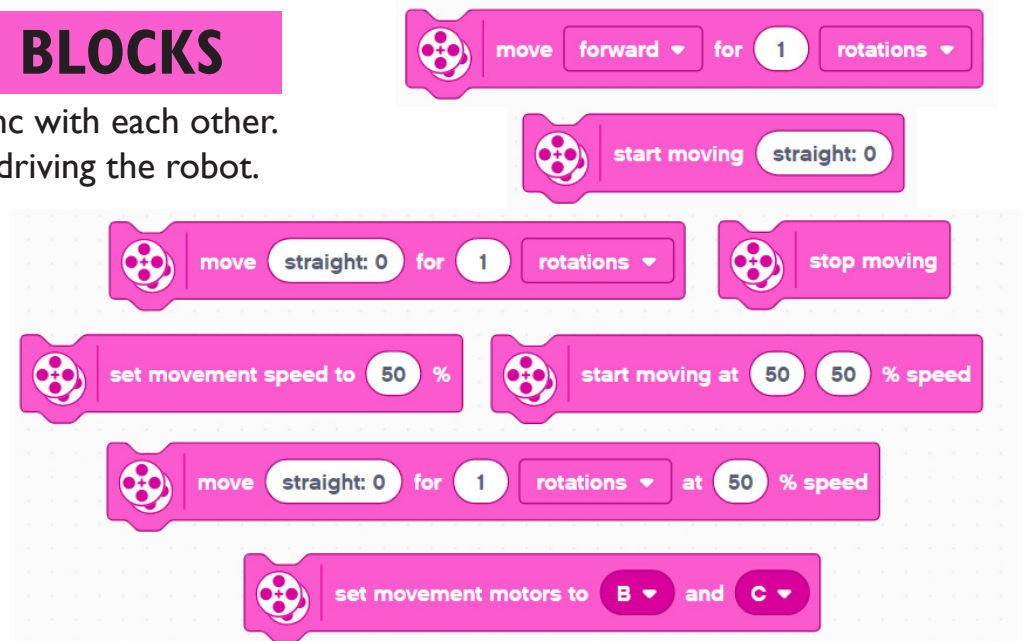 BLOCKS
move forward for 1 rotations
with each other.
start moving straight: 0
driving the robot.
move straight: 0 for 1 rotations
stop moving
set movement speed to 50 %
start moving at 50 50 % speed
move straight: 0 for 1 rotations at 50 % speed
set movement motors to B and C